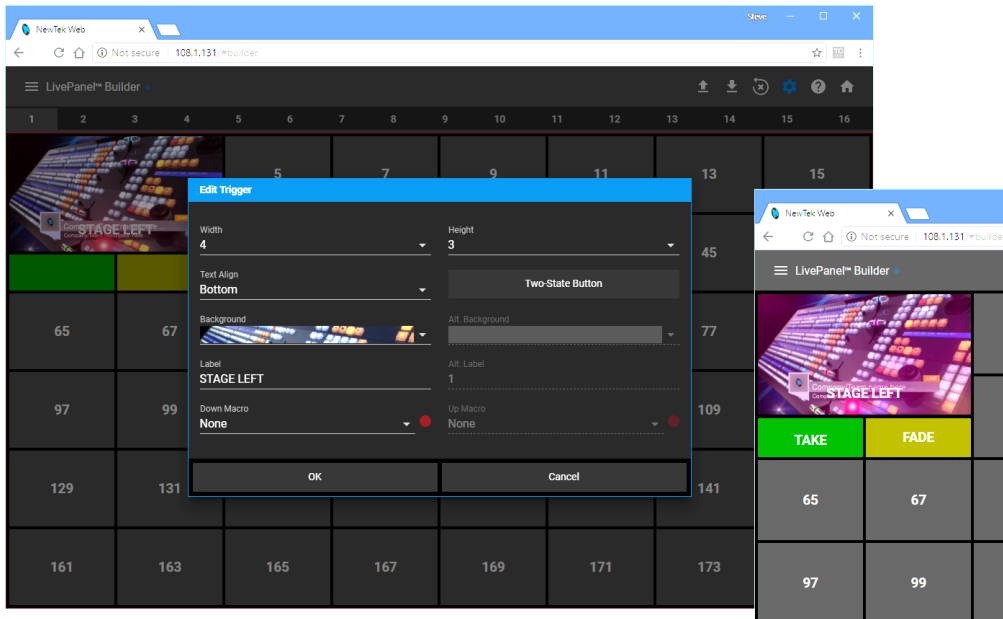 Steve
NewTek Web
Not secure 108.1.131/#builder
LivePanel™ Builder
1 2 3 4 5 6 7 8 9 10 11 12 13 14 15 16
5 7 9 11 13 15
STAGE LEFT
Edit Trigger
Width
4
Height
3
Text Align
Bottom
Two-State Button
Background
Alt. Background
Label
STAGE LEFT
Alt. Label
1
Down Macro
None
Up Macro
None
OK
Cancel
45
65 67 77
97 99 109
129 131 141
161 163 165 167 169 171 173
NewTek Web
Not secure 108.1.131/#builde
LivePanel™ Builder
LIVE
Company/Team name here
STAGE LEFT
TAKE FADE
65 67
97 99